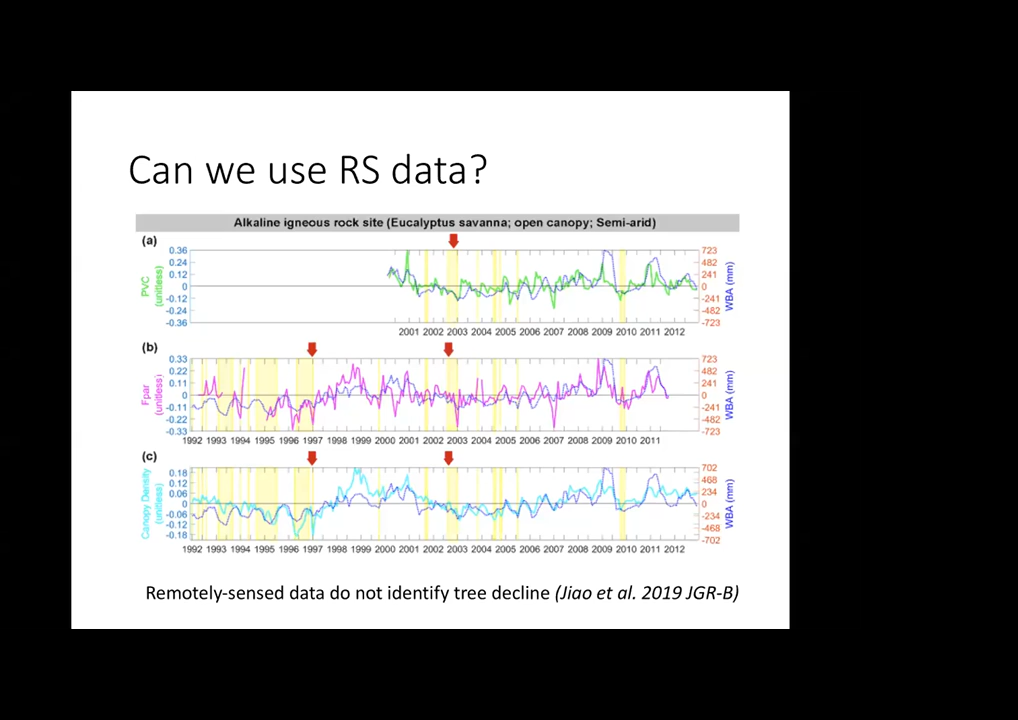 Can we use RS data?
Alkaline igneous rock site (Eucalyptus savanna; open canopy; Semi-arid)
(a)
PVC
(unitless)
0.36
0.24
0.12
0
-0.12
-0.24
-0.36
723
482
241
0
-241
-482
-723
WBA (mm)
2001 2002 2003 2004 2005 2006 2007 2008 2009 2010 2011 2012
(b)
Fpar
(unitless)
0.33
0.22
0.11
0
-0.11
-0.22
-0.33
723
482
241
0
-241
-482
-723
WBA (mm)
1992 1993 1994 1995 1996 1997 1998 1999 2000 2001 2002 2003 2004 2005 2006 2007 2008 2009 2010 2011
(c)
Canopy Density
(unitless)
0.18
0.12
0.06
0
-0.06
-0.12
-0.18
702
468
234
0
-234
-468
-702
WBA (mm)
1992 1993 1994 1995 1996 1997 1998 1999 2000 2001 2002 2003 2004 2005 2006 2007 2008 2009 2010 2011 2012
Remotely-sensed data do not identify tree decline (Jiao et al. 2019 JGR-B)